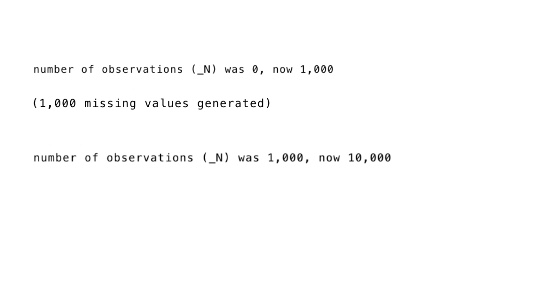 number of observations (_N) was 0, now 1,000
(1,000 missing values generated)
number of observations (_N) was 1,000, now 10,000